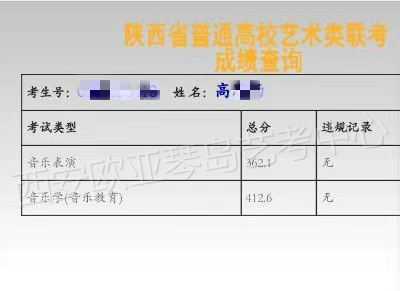 陕西省普通高校艺术类联考
成绩查询
考生号： 姓名：高
考试类型 总分 违规记录
音乐表演 362.1 无
音乐学(音乐教育) 412.6 无
西安欧亚琴岛艺考中心